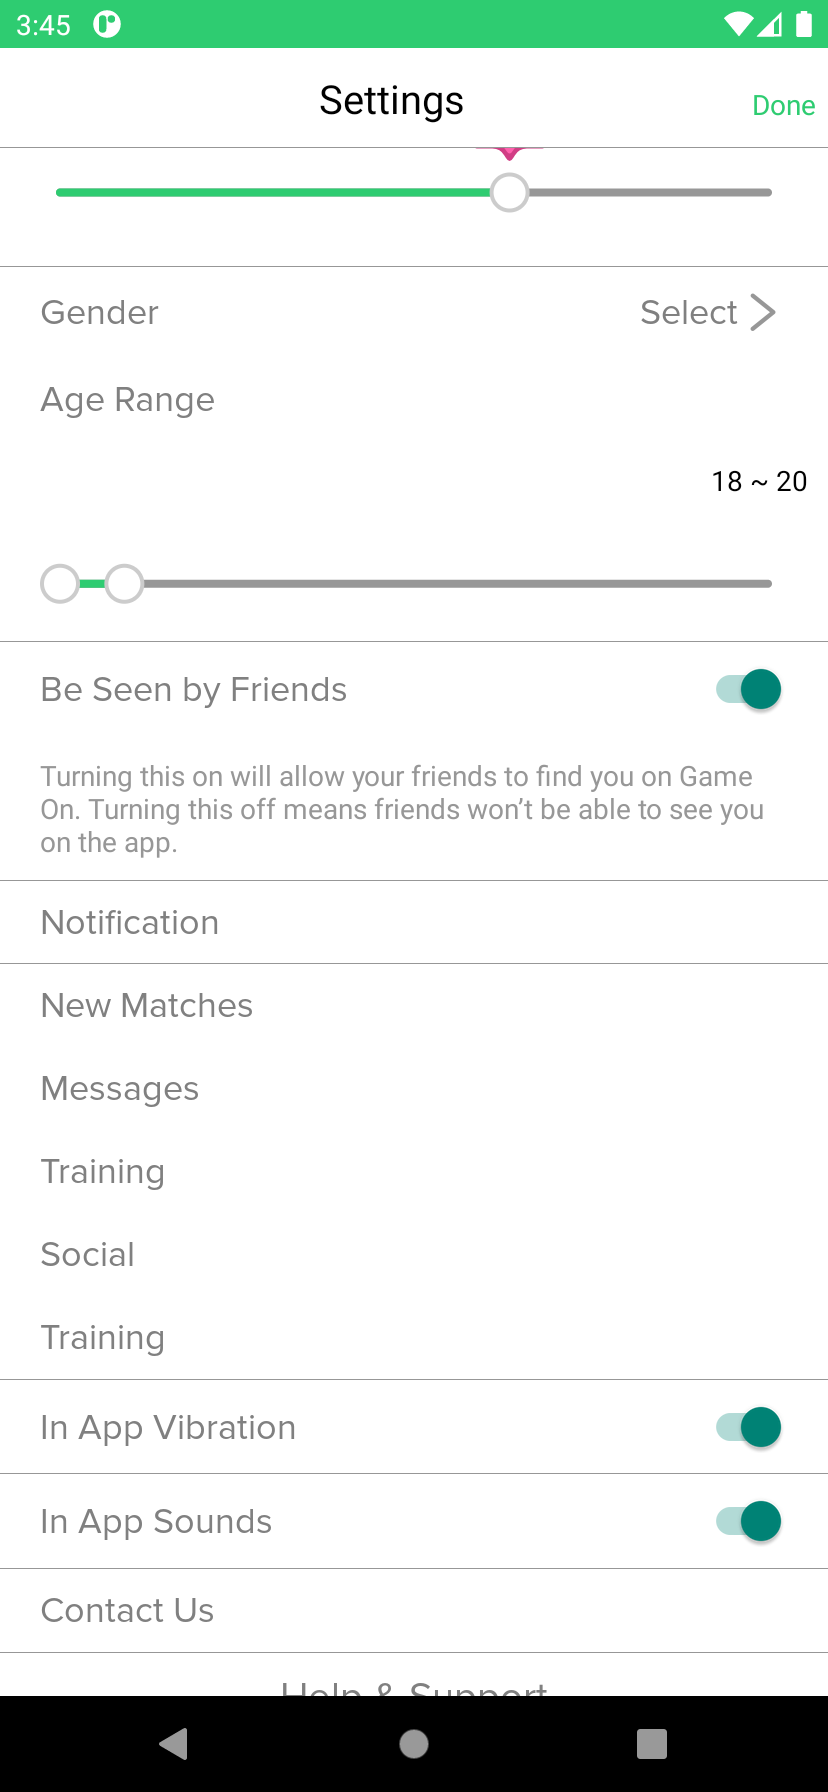 3:45
Settings
Done
Gender
Select
Age Range
18 ~ 20
Be Seen by Friends
Turning this on will allow your friends to find you on Game
On. Turning this off means friends won’t be able to see you
on the app.
Notification
New Matches
Messages
Training
Social
Training
In App Vibration
In App Sounds
Contact Us
Help & Support